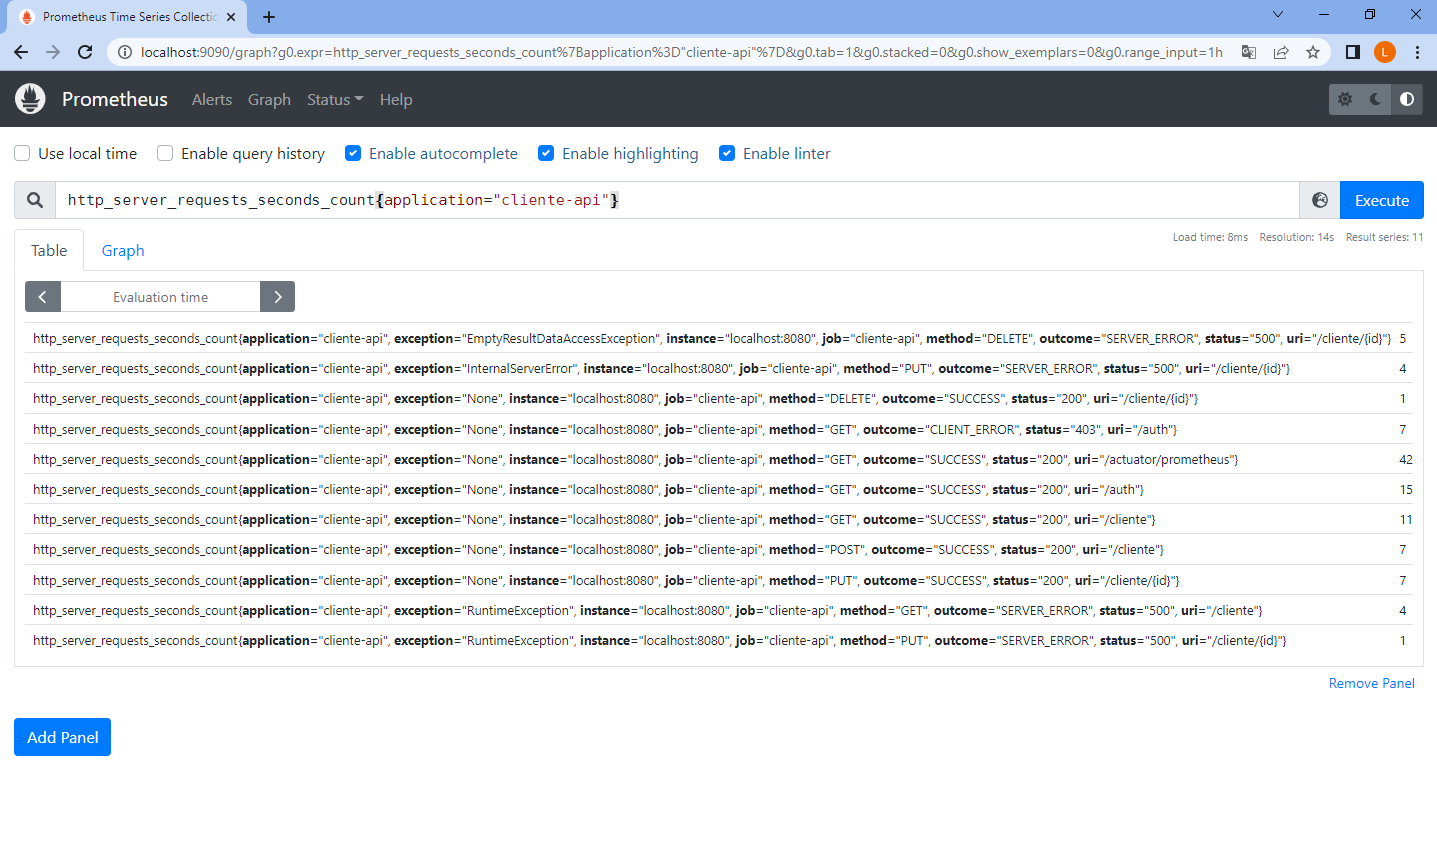 Prometheus Time Series Collectic
localhost:9090/graph?g0.expr=http_server_requests_seconds_count%7Bapplication%3D"cliente-api"%7D&g0.tab=1&g0.stacked=0&g0.show_exemplars=0&g0.range_input=1h
L
Prometheus Alerts Graph Status Help
Use local time Enable query history Enable autocomplete Enable highlighting Enable linter
http_server_requests_seconds_count{application="cliente-api"} Execute
Load time: 8ms Resolution: 14s Result series: 11
Table Graph
Evaluation time
http_server_requests_seconds_count{application="cliente-api", exception="EmptyResultDataAccessException", instance="localhost:8080", job="cliente-api", method="DELETE", outcome="SERVER_ERROR", status="500", uri="/cliente/{id}"} 5
http_server_requests_seconds_count{application="cliente-api", exception="InternalServerError", instance="localhost:8080", job="cliente-api", method="PUT", outcome="SERVER_ERROR", status="500", uri="/cliente/{id}"} 4
http_server_requests_seconds_count{application="cliente-api", exception="None", instance="localhost:8080", job="cliente-api", method="DELETE", outcome="SUCCESS", status="200", uri="/cliente/{id}"} 1
http_server_requests_seconds_count{application="cliente-api", exception="None", instance="localhost:8080", job="cliente-api", method="GET", outcome="CLIENT_ERROR", status="403", uri="/auth"} 7
http_server_requests_seconds_count{application="cliente-api", exception="None", instance="localhost:8080", job="cliente-api", method="GET", outcome="SUCCESS", status="200", uri="/actuator/prometheus"} 42
http_server_requests_seconds_count{application="cliente-api", exception="None", instance="localhost:8080", job="cliente-api", method="GET", outcome="SUCCESS", status="200", uri="/auth"} 15
http_server_requests_seconds_count{application="cliente-api", exception="None", instance="localhost:8080", job="cliente-api", method="GET", outcome="SUCCESS", status="200", uri="/cliente"} 11
http_server_requests_seconds_count{application="cliente-api", exception="None", instance="localhost:8080", job="cliente-api", method="POST", outcome="SUCCESS", status="200", uri="/cliente"} 7
http_server_requests_seconds_count{application="cliente-api", exception="None", instance="localhost:8080", job="cliente-api", method="PUT", outcome="SUCCESS", status="200", uri="/cliente/{id}"} 7
http_server_requests_seconds_count{application="cliente-api", exception="RuntimeException", instance="localhost:8080", job="cliente-api", method="GET", outcome="SERVER_ERROR", status="500", uri="/cliente"} 4
http_server_requests_seconds_count{application="cliente-api", exception="RuntimeException", instance="localhost:8080", job="cliente-api", method="PUT", outcome="SERVER_ERROR", status="500", uri="/cliente/{id}"} 1
Remove Panel
Add Panel